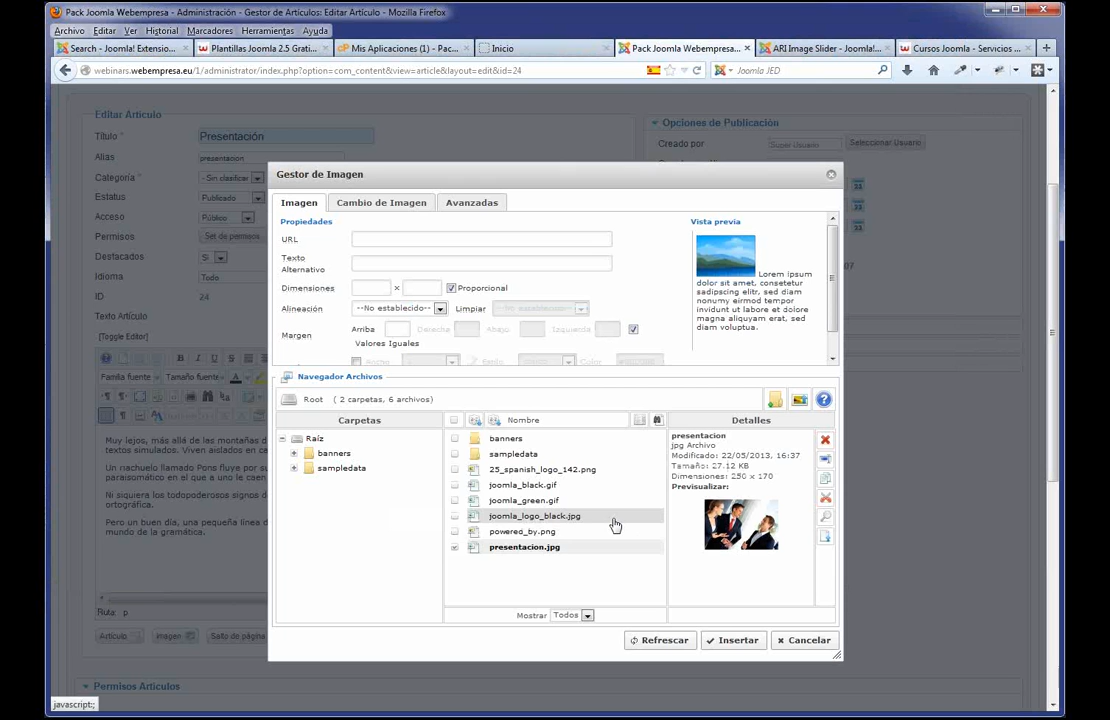 Pack Joomla Webempresa - Administración - Gestor de Artículos: Editar Artículo - Mozilla Firefox
Archivo Editar Ver Historial Marcadores Herramientas Ayuda
Search - Joomla! Extensio... Plantillas Joomla 2.5 Grati... Mis Aplicaciones (1) - Pac... Inicio Pack Joomla Webempresa... ARI Image Slider - Joomla!... Cursos Joomla - Servicios ...
webinars.webempresa.eu/1/administrator/index.php?option=com_content&view=article&layout=edit&id=24
Joomla JED
Editar Artículo
Título * Presentación
Alias presentacion
Categoría * - Sin clasificar
Estatus Publicado
Acceso Público
Permisos Set de permisos
Destacados Sí
Idioma Todo
ID 24
Texto Artículo
[Toggle Editor]
Familia fuente Tamaño fuente
Muy lejos, más allá de las montañas d
Un riachuelo llamado Pons fluye por su
paraisomático en el que a uno le caen
Ni siquiera los todopoderosos signos d
ortográfica.
Pero un buen día, una pequeña línea d
mundo de la gramática.
Ruta: p
Artículo Imagen Salto de página
Permisos Artículos
javascript:;
Opciones de Publicación
Creado por Super Usuario Seleccionar Usuario
07
Gestor de Imagen
Imagen Cambio de Imagen Avanzadas
Propiedades
URL
Texto
Alternativo
Dimensiones x Proporcional
Alineación --No establecido-- Limpiar --No establecido--
Margen Arriba Derecha Abajo Izquierda
Valores Iguales
Vista previa
Lorem ipsum
dolor sit amet, consetetur
sadipscing elitr, sed diam
nonumy eirmod tempor
invidunt ut labore et
dolore magna aliquyam
erat, sed diam
voluptua.
Navegador Archivos
Root ( 2 carpetas, 6 archivos)
Carpetas Nombre Detalles
Raíz
banners
sampledata
banners
sampledata
25_spanish_logo_142.png
joomla_black.gif
joomla_green.gif
joomla_logo_black.jpg
powered_by.png
presentacion.jpg
presentacion
jpg Archivo
Modificado: 22/05/2013, 16:37
Tamaño: 27.12 KB
Dimensiones: 250 x 170
Previsualizar:
Mostrar Todos
Refrescar Insertar Cancelar